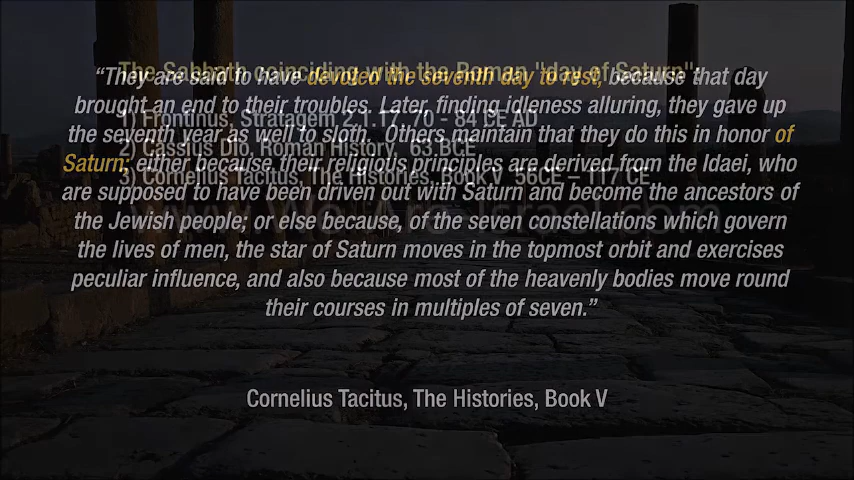 The Sabbath coinciding with the Roman "day of Saturn":
1) Frontinus, Stratagem 2.1.17, 70 - 84 CE AD
2) Cassius Dio, Roman History, 63 BCE
3) Cornelius Tacitus, The Histories, Book V 56CE – 117 CE
“They are said to have devoted the seventh day to rest, because that day
brought an end to their troubles. Later, finding idleness alluring, they gave up
the seventh year as well to sloth. Others maintain that they do this in honor of
Saturn; either because their religiotis principles are derived from the Idaei, who
are supposed to have been driven out with Saturn and become the ancestors of
the Jewish people; or else because, of the seven constellations which govern
the lives of men, the star of Saturn moves in the topmost orbit and exercises
peculiar influence, and also because most of the heavenly bodies move round
their courses in multiples of seven.”
Cornelius Tacitus, The Histories, Book V